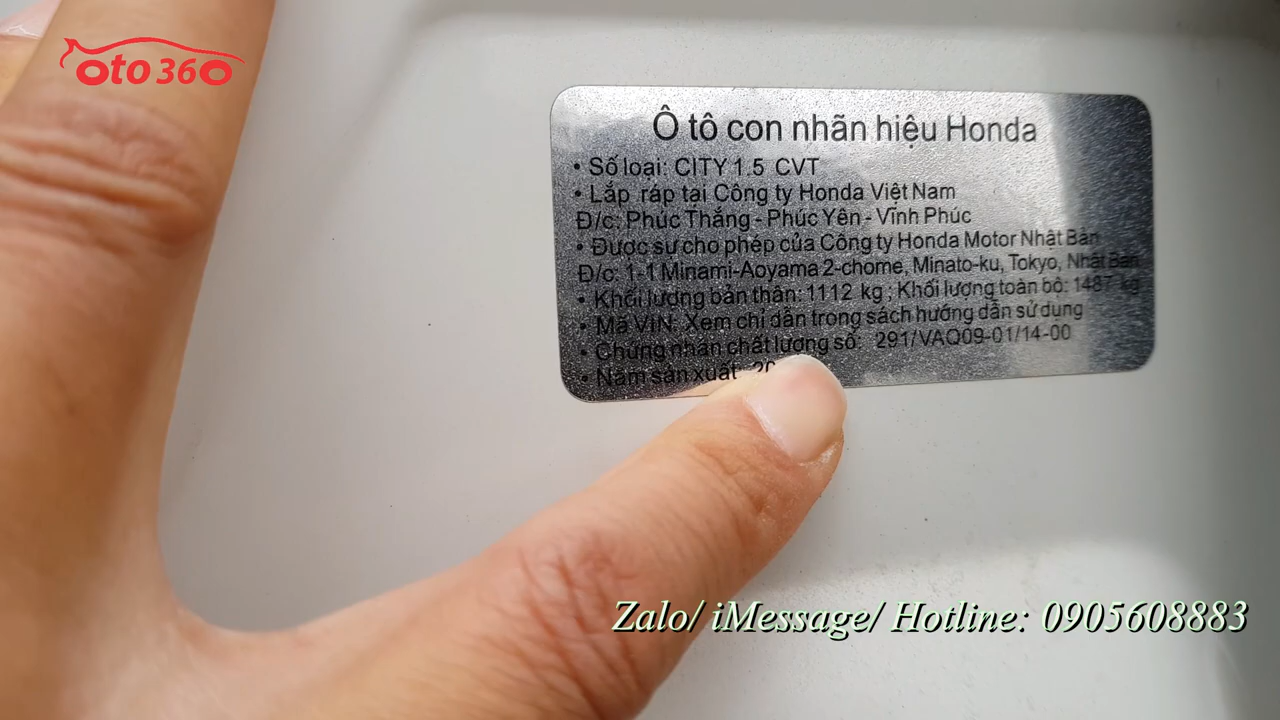 oto 360
Ô tô con nhãn hiệu Honda
• Số loại: CITY 1.5 CVT
• Lắp ráp tại Công ty Honda Việt Nam
Đ/c: Phúc Thắng - Phúc Yên - Vĩnh Phúc
• Được sự cho phép của Công ty Honda Motor Nhật Bản
Đ/c: 1-1 Minami-Aoyama 2-chome, Minato-ku, Tokyo, Nhật Bản
• Khối lượng bản thân: 1112 kg ; Khối lượng toàn bộ: 1487 kg
• Mã VIN: Xem chỉ dẫn trong sách hướng dẫn sử dụng
• Chứng nhận chất lượng số: 291/VAQ09-01/14-00
• Năm sản xuất
Zalo/ iMessage/ Hotline: 0905608883